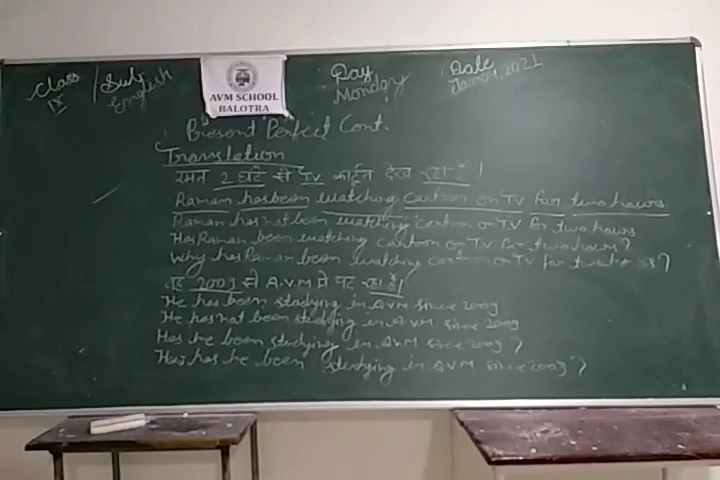 Class / Sub
IX English
AVM SCHOOL
BALOTRA
Day
Monday
Date
2021
Present Perfect Cont.
Translation
रमन 2 घंटे से T.V. कार्टून देख रहा है ।
Raman has been watching cartoon on TV for two hours.
Raman has not been watching cartoon on T.V for two hours
Has Raman been watching cartoon on TV for two hours?
Why has Raman been watching cartoon on TV for
वह 2009 से A.V.M में पढ़ रहा है।
He has been studying in AVM since 2009
He has not been studying in AVM since 2009
Has he been studying in AVM since 2009?
has he been studying in AVM since 2009?